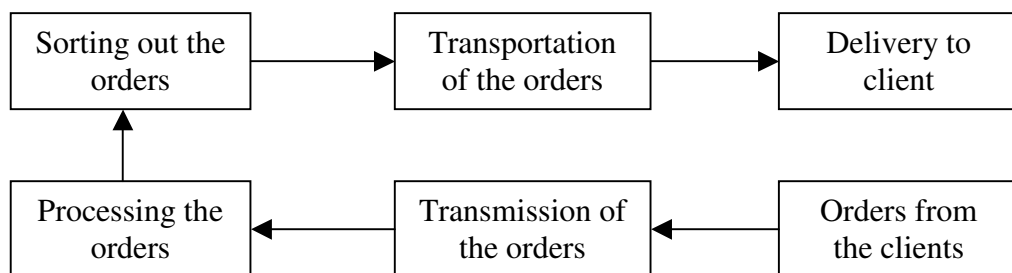 Sorting out the
orders
Transportation
of the orders
Delivery to
client
Processing the
orders
Transmission of
the orders
Orders from
the clients